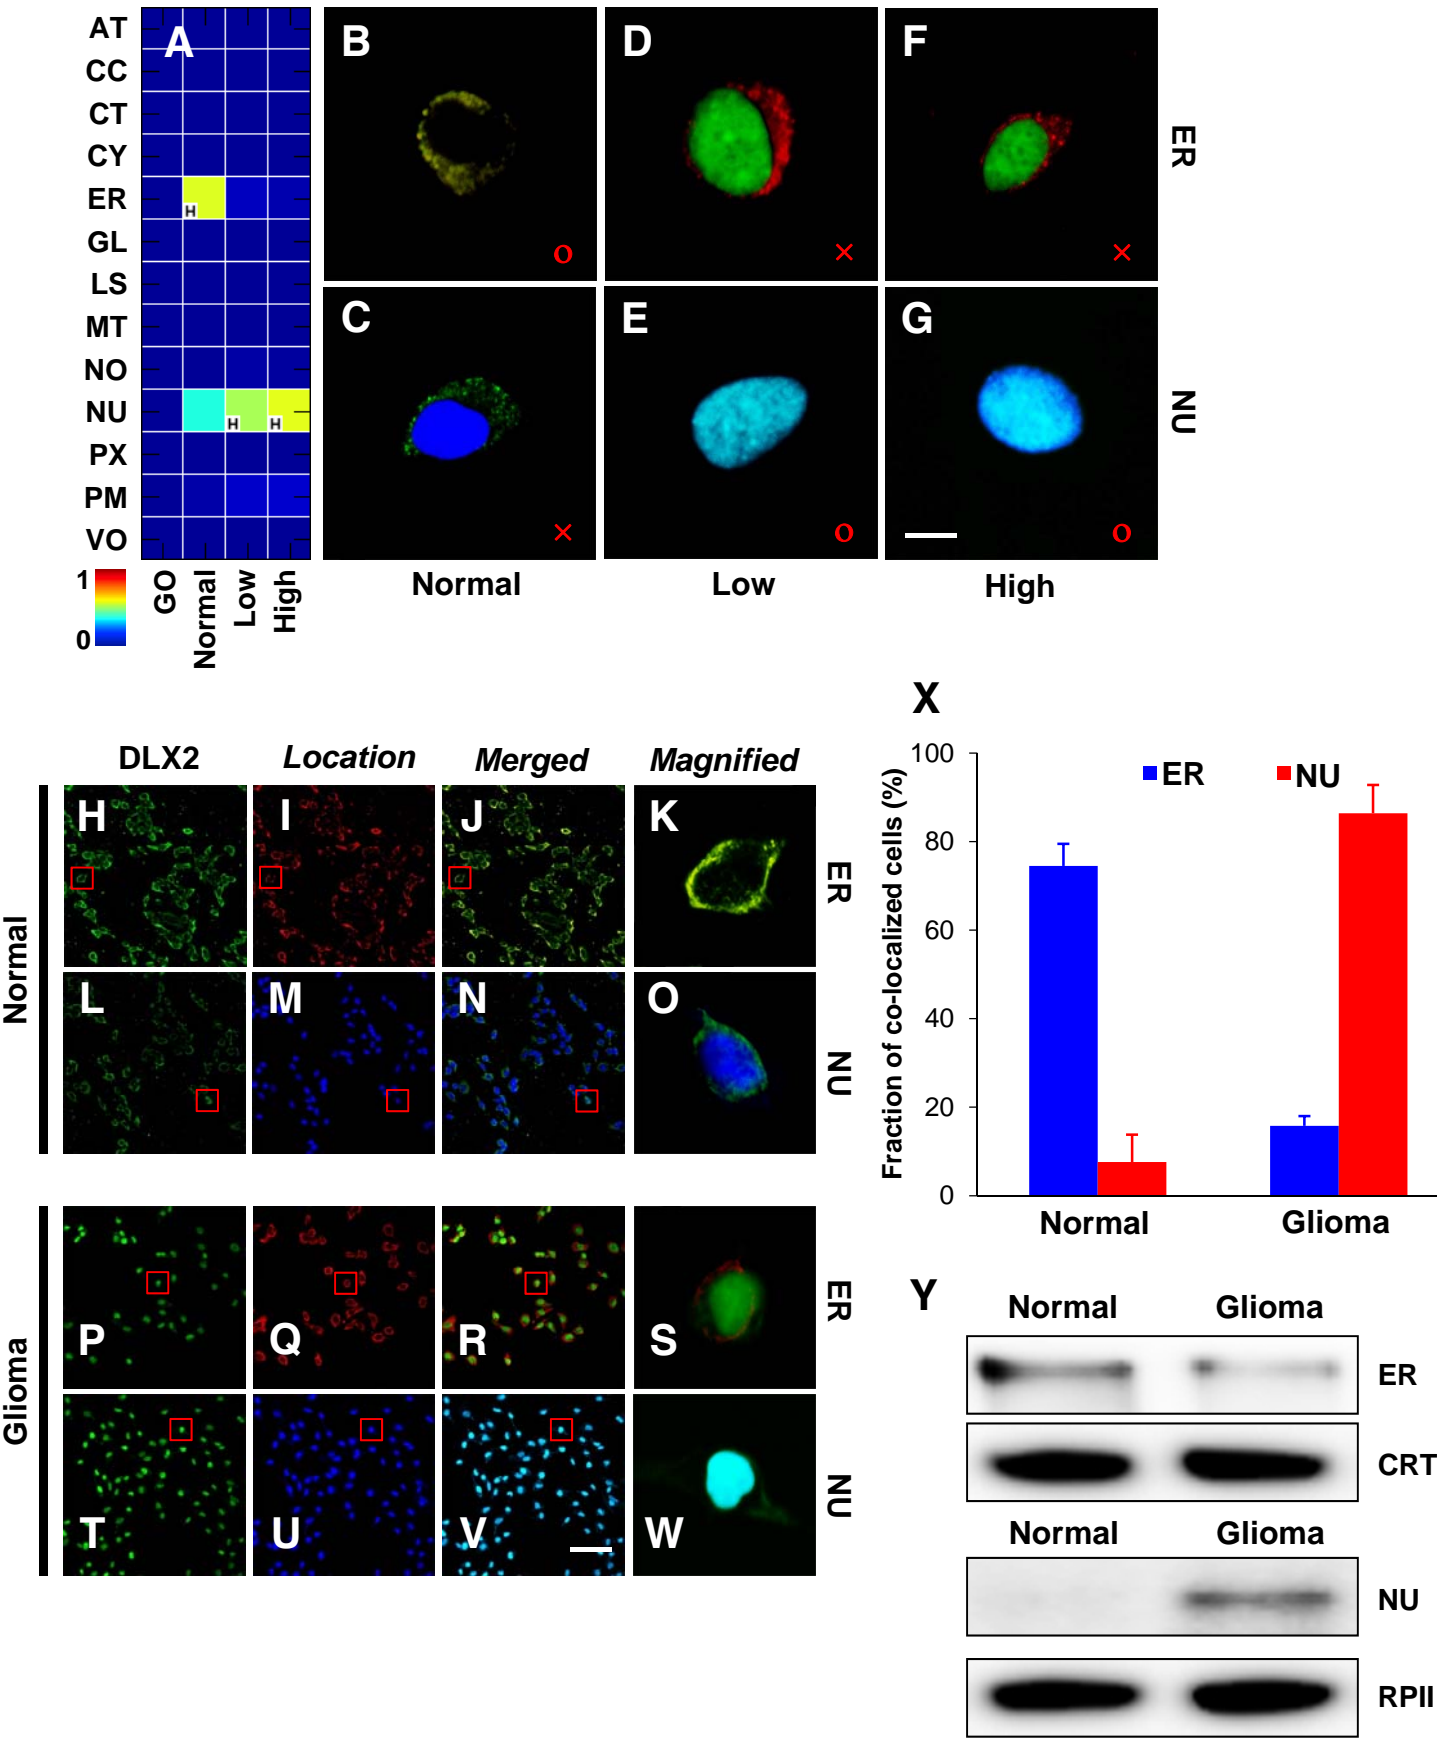 A
AT
CC
CT
CY
ER
GL
LS
MT
NO
NU
PX
PM
VO
H
H
H
1
0
GO
Normal
Low
High
B
D
F
O
×
×
ER
C
E
G
×
O
O
NU
Normal
Low
High
DLX2
Location
Merged
Magnified
Normal
H
I
J
K
ER
L
M
N
O
NU
Glioma
P
Q
R
S
ER
T
U
V
W
NU
X
Fraction of co-localized cells (%)
100
80
60
40
20
0
ER
NU
Normal
Glioma
Y
Normal
Glioma
ER
CRT
Normal
Glioma
NU
RPII